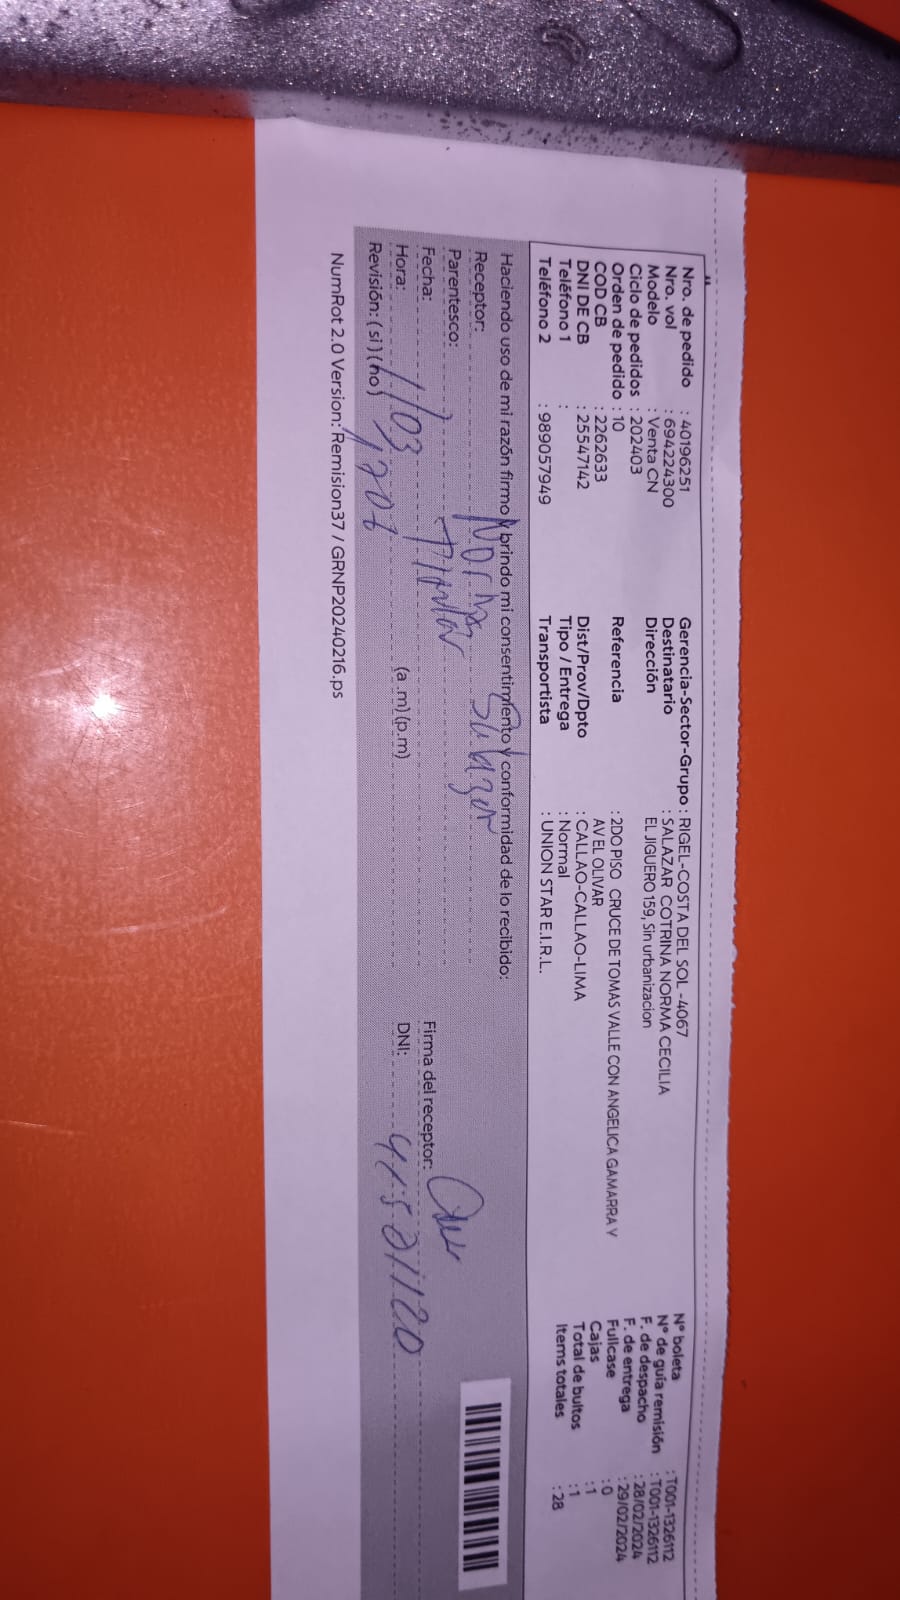 Nro. de pedido : 40196251
Nro. vol : 694224300
Modelo : Venta CN
Ciclo de pedidos : 202403
Orden de pedido : 10
COD CB : 2262633
DNI DE CB : 25547142
Teléfono 1 :
Teléfono 2 : 989057949
Gerencia-Sector-Grupo : RIGEL-COSTA DEL SOL -4067
Destinatario : SALAZAR COTRINA NORMA CECILIA
Dirección EL JIGUERO 159, Sin urbanizacion
Referencia : 2DO PISO CRUCE DE TOMAS VALLE CON ANGELICA GAMARRA Y
AV EL OLIVAR
Dist/Prov/Dpto : CALLAO-CALLAO-LIMA
Tipo / Entrega : Normal
Transportista : UNION STAR E.I.R.L.
N° boleta : T001-1326112
N° de guía remisión : T001-1326112
F. de despacho : 28/02/2024
F. de entrega : 29/02/2024
Fullcase : 0
Cajas : 1
Total de bultos : 1
Items totales : 28
Haciendo uso de mi razón firmo y brindo mi consentimiento y conformidad de lo recibido:
Receptor: Norma Salazar
Parentesco: Titular
Fecha: 1/03
Hora: (a .m) (p.m)
Revisión: (si) (no)
Firma del receptor:
DNI:
NumRot 2.0 Version: Remision37 / GRNP20240216.ps